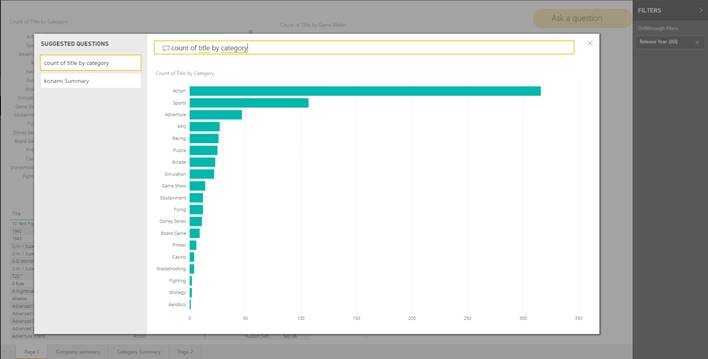 Count of Title by Category
Count of Title by Game Maker
Ask a question
FILTERS
Drillthrough filters
Release Year (All)
SUGGESTED QUESTIONS
count of title by category
konami Summary
count of title by category
Count of Title by Category
Action
Sports
Adventure
RPG
Racing
Puzzle
Arcade
Simulation
Game Show
Edutainment
Flying
Disney Series
Board Game
Pinball
Casino
Sharpshooting
Fighting
Strategy
Aerobics
0 50 100 150 200 250 300 350
Title
1942
1943
Page 1 Company summary Category Summary Page 2